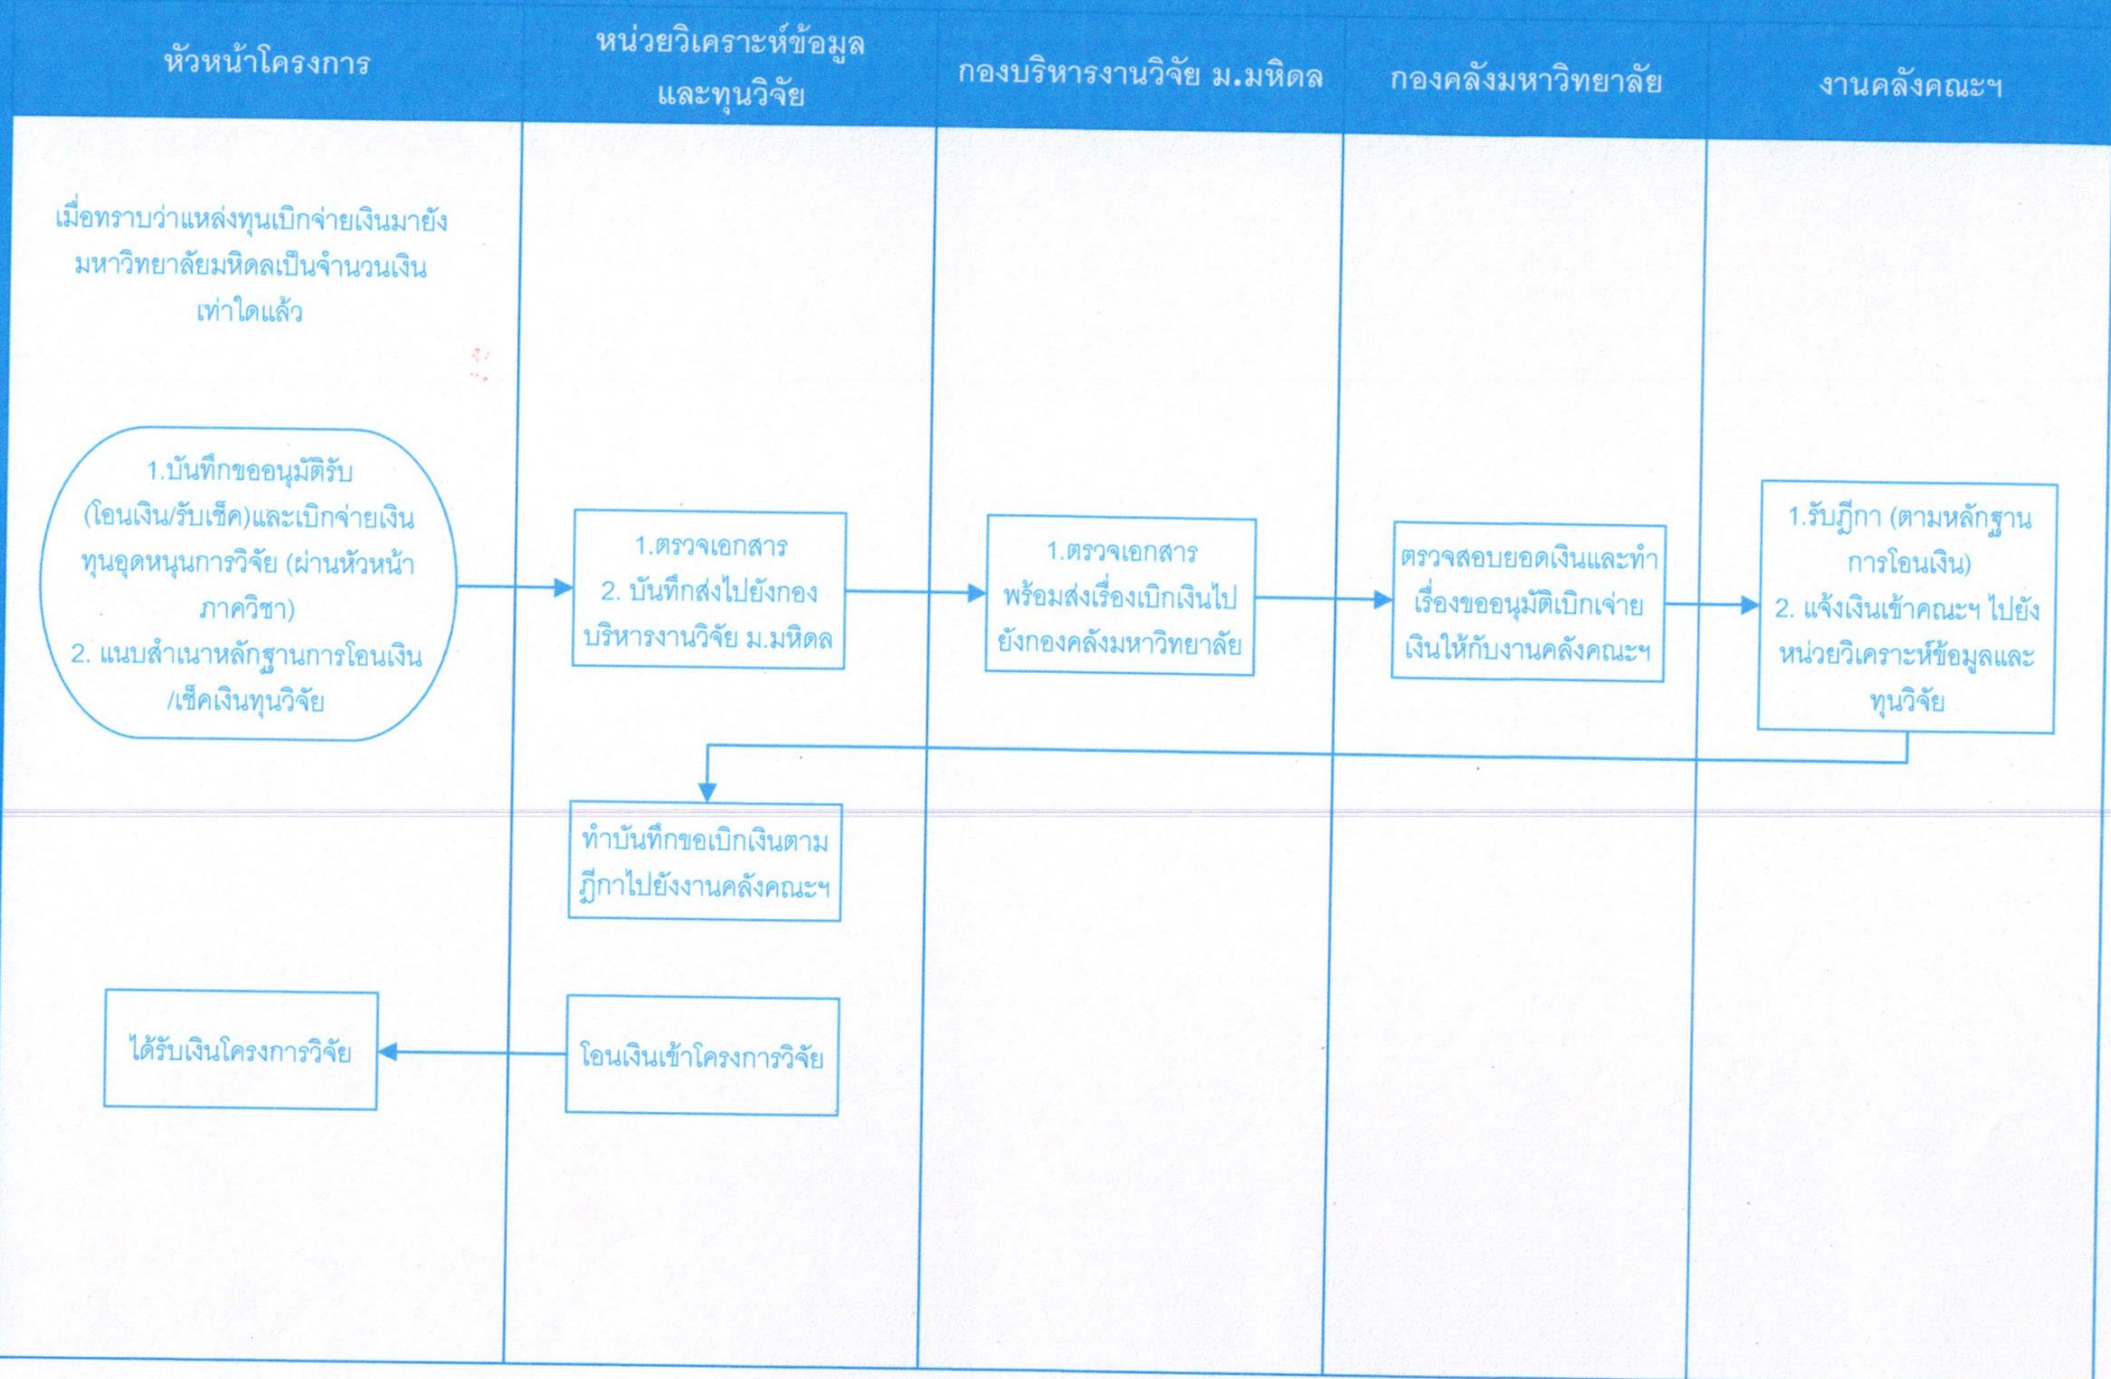 หัวหน้าโครงการ
หน่วยวิเคราะห์ข้อมูล
และทุนวิจัย
กองบริหารงานวิจัย ม.มหิดล
กองคลังมหาวิทยาลัย
งานคลังคณะฯ
เมื่อทราบว่าแหล่งทุนเบิกจ่ายเงินมายัง
มหาวิทยาลัยมหิดลเป็นจำนวนเงิน
เท่าใดแล้ว
1.บันทึกขออนุมัติรับ
(โอนเงิน/รับเช็ค)และเบิกจ่ายเงิน
ทุนอุดหนุนการวิจัย (ผ่านหัวหน้า
ภาควิชา)
2. แนบสำเนาหลักฐานการโอนเงิน
/เช็คเงินทุนวิจัย
1.ตรวจเอกสาร
2. บันทึกส่งไปยังกอง
บริหารงานวิจัย ม.มหิดล
1.ตรวจเอกสาร
พร้อมส่งเรื่องเบิกเงินไป
ยังกองคลังมหาวิทยาลัย
ตรวจสอบยอดเงินและทำ
เรื่องขออนุมัติเบิกเจ่าย
เงินให้กับงานคลังคณะฯ
1.รับฎีกา (ตามหลักฐาน
การโอนเงิน)
2. แจ้งเงินเข้าคณะฯ ไปยัง
หน่วยวิเคราะห์ข้อมูลและ
ทุนวิจัย
ทำบันทึกขอเบิกเงินตาม
ฎีกาไปยังงานคลังคณะฯ
ได้รับเงินโครงการวิจัย
โอนเงินเข้าโครงการวิจัย